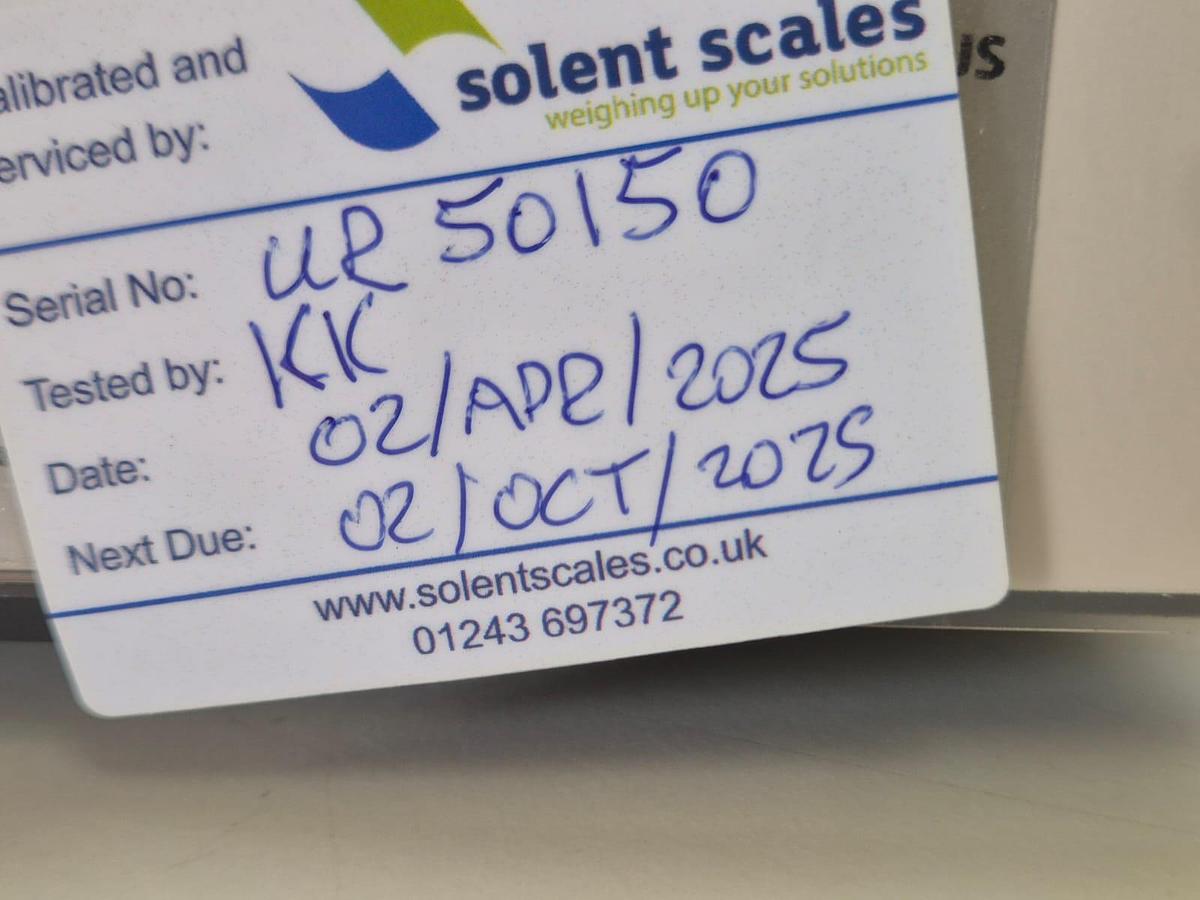 solent scales
weighing up your solutions
alibrated and
erviced by:
Serial No: UR 50150
Tested by: KK
Date: 02/APR/2025
Next Due: 02/OCT/2025
www.solentscales.co.uk
01243 697372